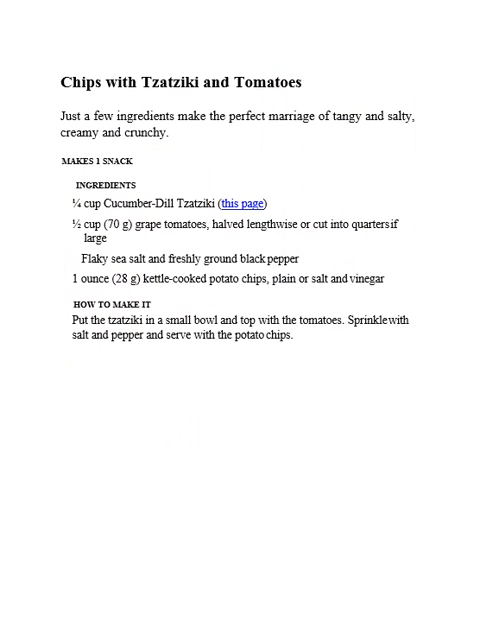 Chips with Tzatziki and Tomatoes
Just a few ingredients make the perfect marriage of tangy and salty,
creamy and crunchy.
MAKES 1 SNACK
INGREDIENTS
¼ cup Cucumber-Dill Tzatziki (this page)
½ cup (70 g) grape tomatoes, halved lengthwise or cut into quarters if
large
Flaky sea salt and freshly ground black pepper
1 ounce (28 g) kettle-cooked potato chips, plain or salt and vinegar
HOW TO MAKE IT
Put the tzatziki in a small bowl and top with the tomatoes. Sprinkle with
salt and pepper and serve with the potato chips.